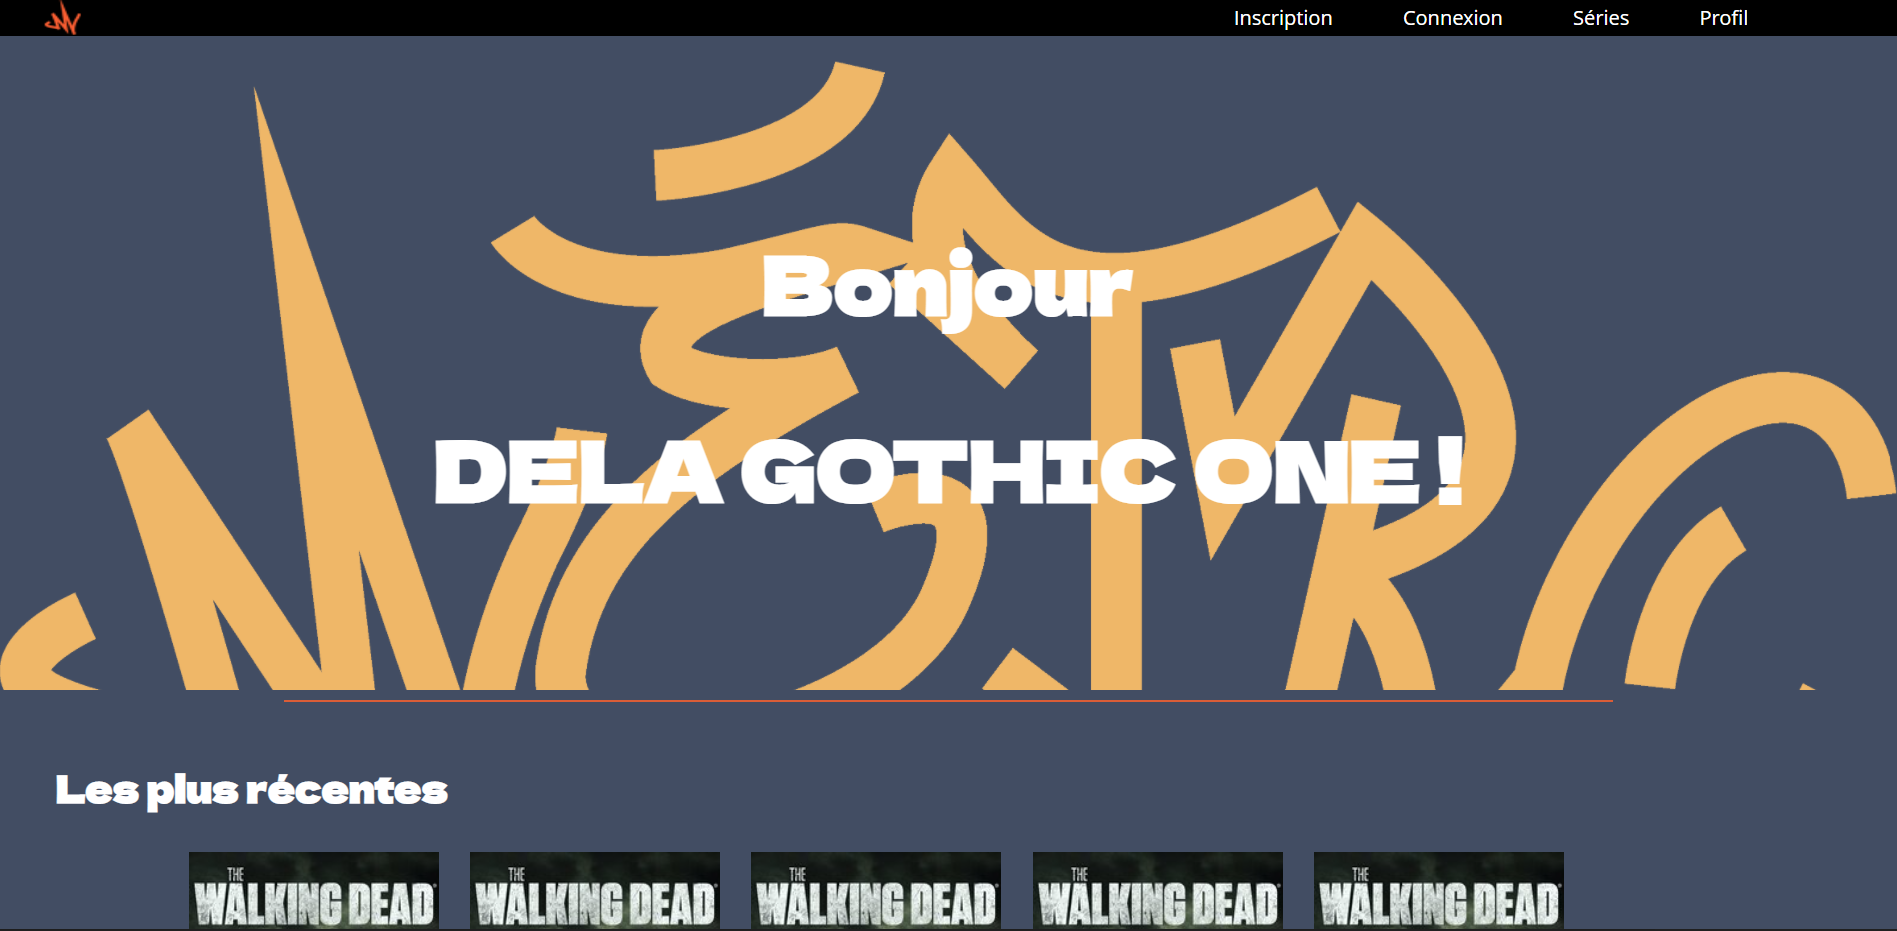 Inscription Connexion Séries Profil
Bonjour
DELA GOTHIC ONE !
Les plus récentes
THE WALKING DEAD THE WALKING DEAD THE WALKING DEAD THE WALKING DEAD THE WALKING DEAD